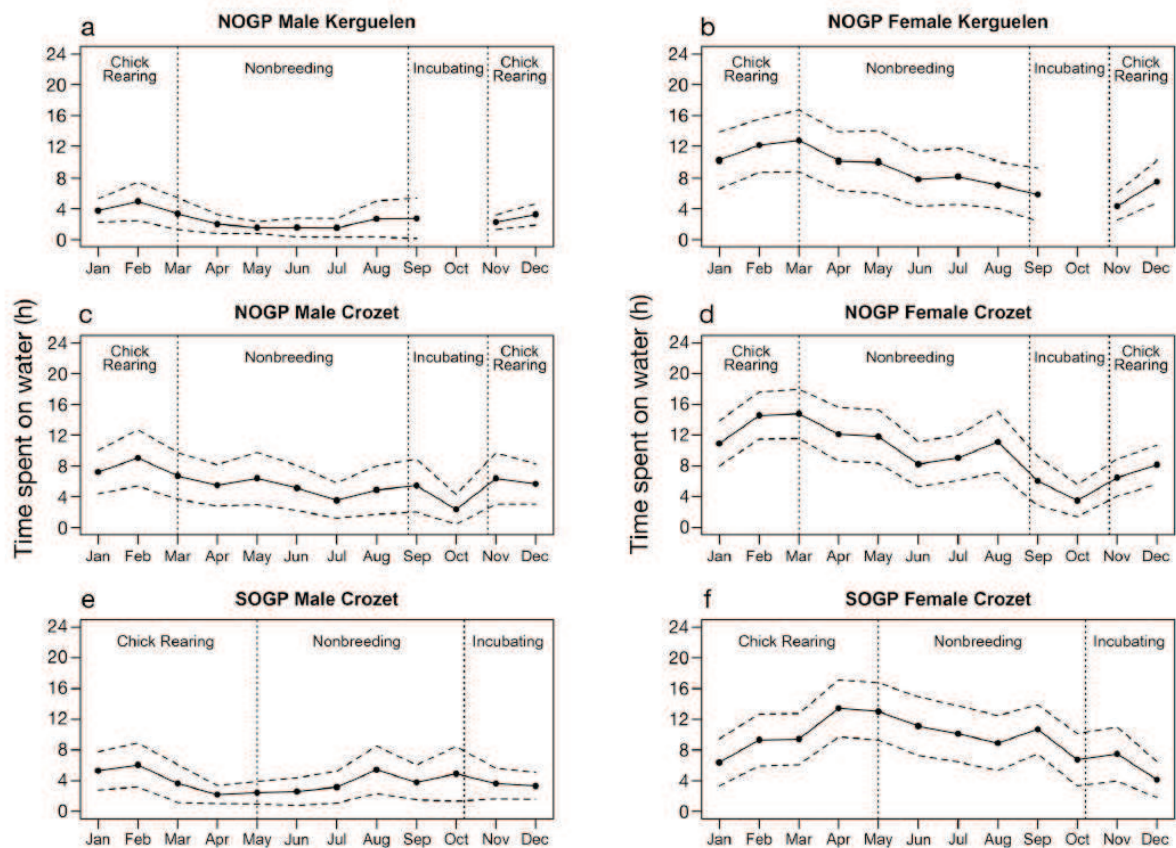 a NOGP Male Kerguelen
24
20
16
12
8
4
0
Chick Rearing
Nonbreeding
Incubating
Chick Rearing
Jan Feb Mar Apr May Jun Jul Aug Sep Oct Nov Dec
b NOGP Female Kerguelen
24
20
16
12
8
4
0
Chick Rearing
Nonbreeding
Incubating
Chick Rearing
Jan Feb Mar Apr May Jun Jul Aug Sep Oct Nov Dec
Time spent on water (h)
c NOGP Male Crozet
24
20
16
12
8
4
0
Chick Rearing
Nonbreeding
Incubating
Chick Rearing
Jan Feb Mar Apr May Jun Jul Aug Sep Oct Nov Dec
Time spent on water (h)
d NOGP Female Crozet
24
20
16
12
8
4
0
Chick Rearing
Nonbreeding
Incubating
Chick Rearing
Jan Feb Mar Apr May Jun Jul Aug Sep Oct Nov Dec
e SOGP Male Crozet
24
20
16
12
8
4
0
Chick Rearing
Nonbreeding
Incubating
Jan Feb Mar Apr May Jun Jul Aug Sep Oct Nov Dec
f SOGP Female Crozet
24
20
16
12
8
4
0
Chick Rearing
Nonbreeding
Incubating
Jan Feb Mar Apr May Jun Jul Aug Sep Oct Nov Dec